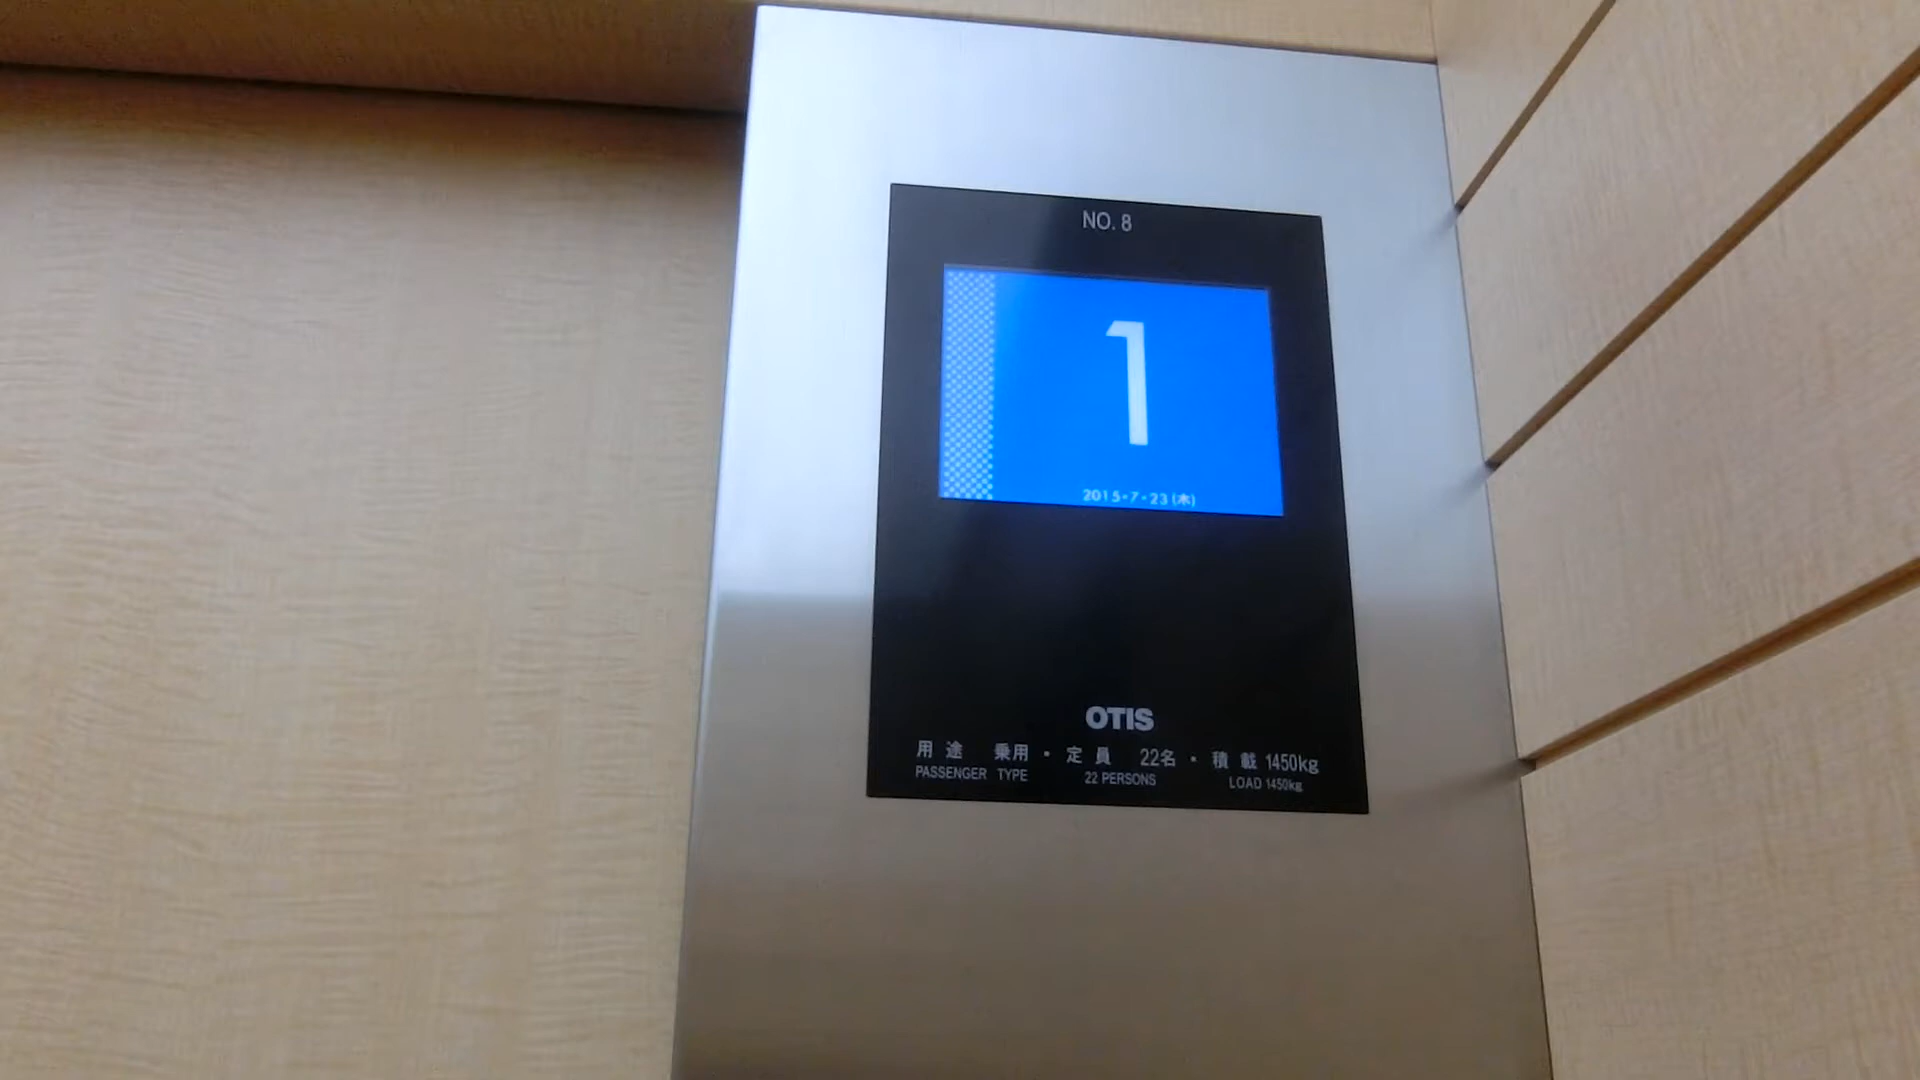 NO. 8
1
2015-7-23(木)
OTIS
用 途 乗用・定 員 22名・積 載 1450kg
PASSENGER TYPE 22 PERSONS LOAD 1450kg